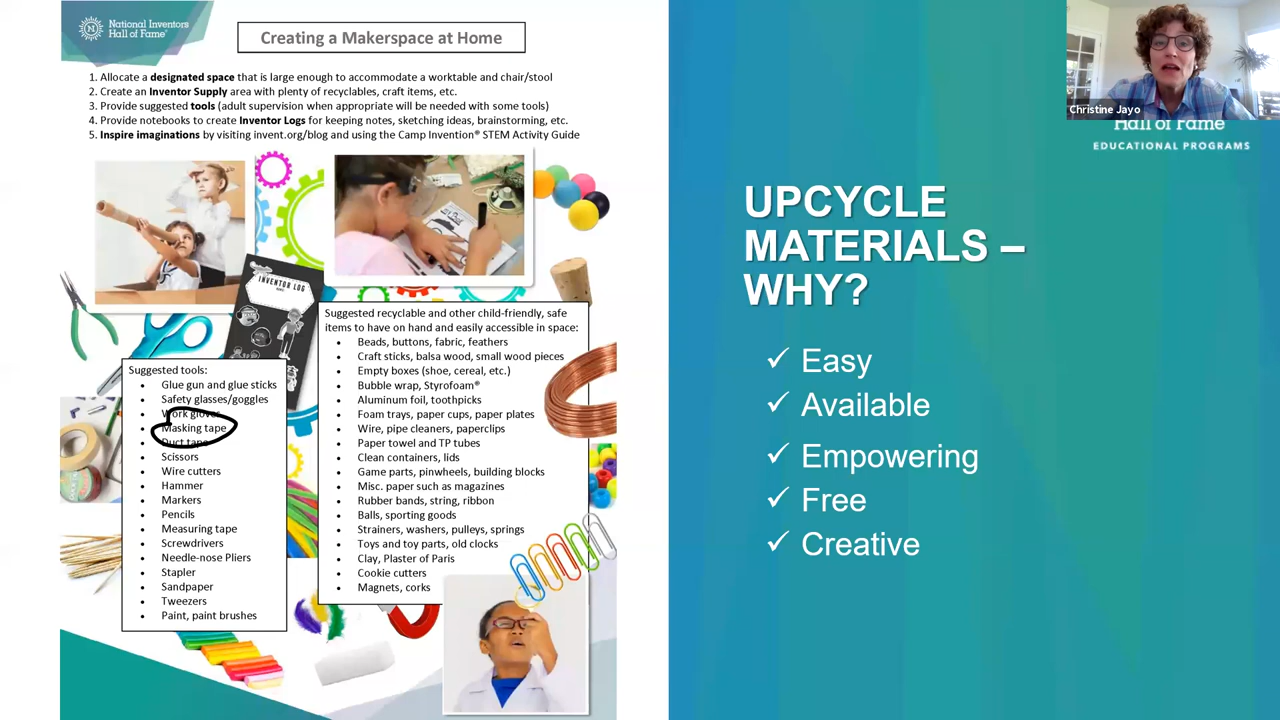 National Inventors
Hall of Fame®
Creating a Makerspace at Home
1. Allocate a designated space that is large enough to accommodate a worktable and chair/stool
2. Create an Inventor Supply area with plenty of recyclables, craft items, etc.
3. Provide suggested tools (adult supervision when appropriate will be needed with some tools)
4. Provide notebooks to create Inventor Logs for keeping notes, sketching ideas, brainstorming, etc.
5. Inspire imaginations by visiting invent.org/blog and using the Camp Invention® STEM Activity Guide
INVENTOR LOG
Suggested tools:
• Glue gun and glue sticks
• Safety glasses/goggles
• Work gloves
• Masking tape
• Duct tape
• Scissors
• Wire cutters
• Hammer
• Markers
• Pencils
• Measuring tape
• Screwdrivers
• Needle-nose Pliers
• Stapler
• Sandpaper
• Tweezers
• Paint, paint brushes
Suggested recyclable and other child-friendly, safe
items to have on hand and easily accessible in space:
• Beads, buttons, fabric, feathers
• Craft sticks, balsa wood, small wood pieces
• Empty boxes (shoe, cereal, etc.)
• Bubble wrap, Styrofoam®
• Aluminum foil, toothpicks
• Foam trays, paper cups, paper plates
• Wire, pipe cleaners, paperclips
• Paper towel and TP tubes
• Clean containers, lids
• Game parts, pinwheels, building blocks
• Misc. paper such as magazines
• Rubber bands, string, ribbon
• Balls, sporting goods
• Strainers, washers, pulleys, springs
• Toys and toy parts, old clocks
• Clay, Plaster of Paris
• Cookie cutters
• Magnets, corks
Christine Jayo
Hall of Fame
EDUCATIONAL PROGRAMS
UPCYCLE
MATERIALS –
WHY?
✓ Easy
✓ Available
✓ Empowering
✓ Free
✓ Creative